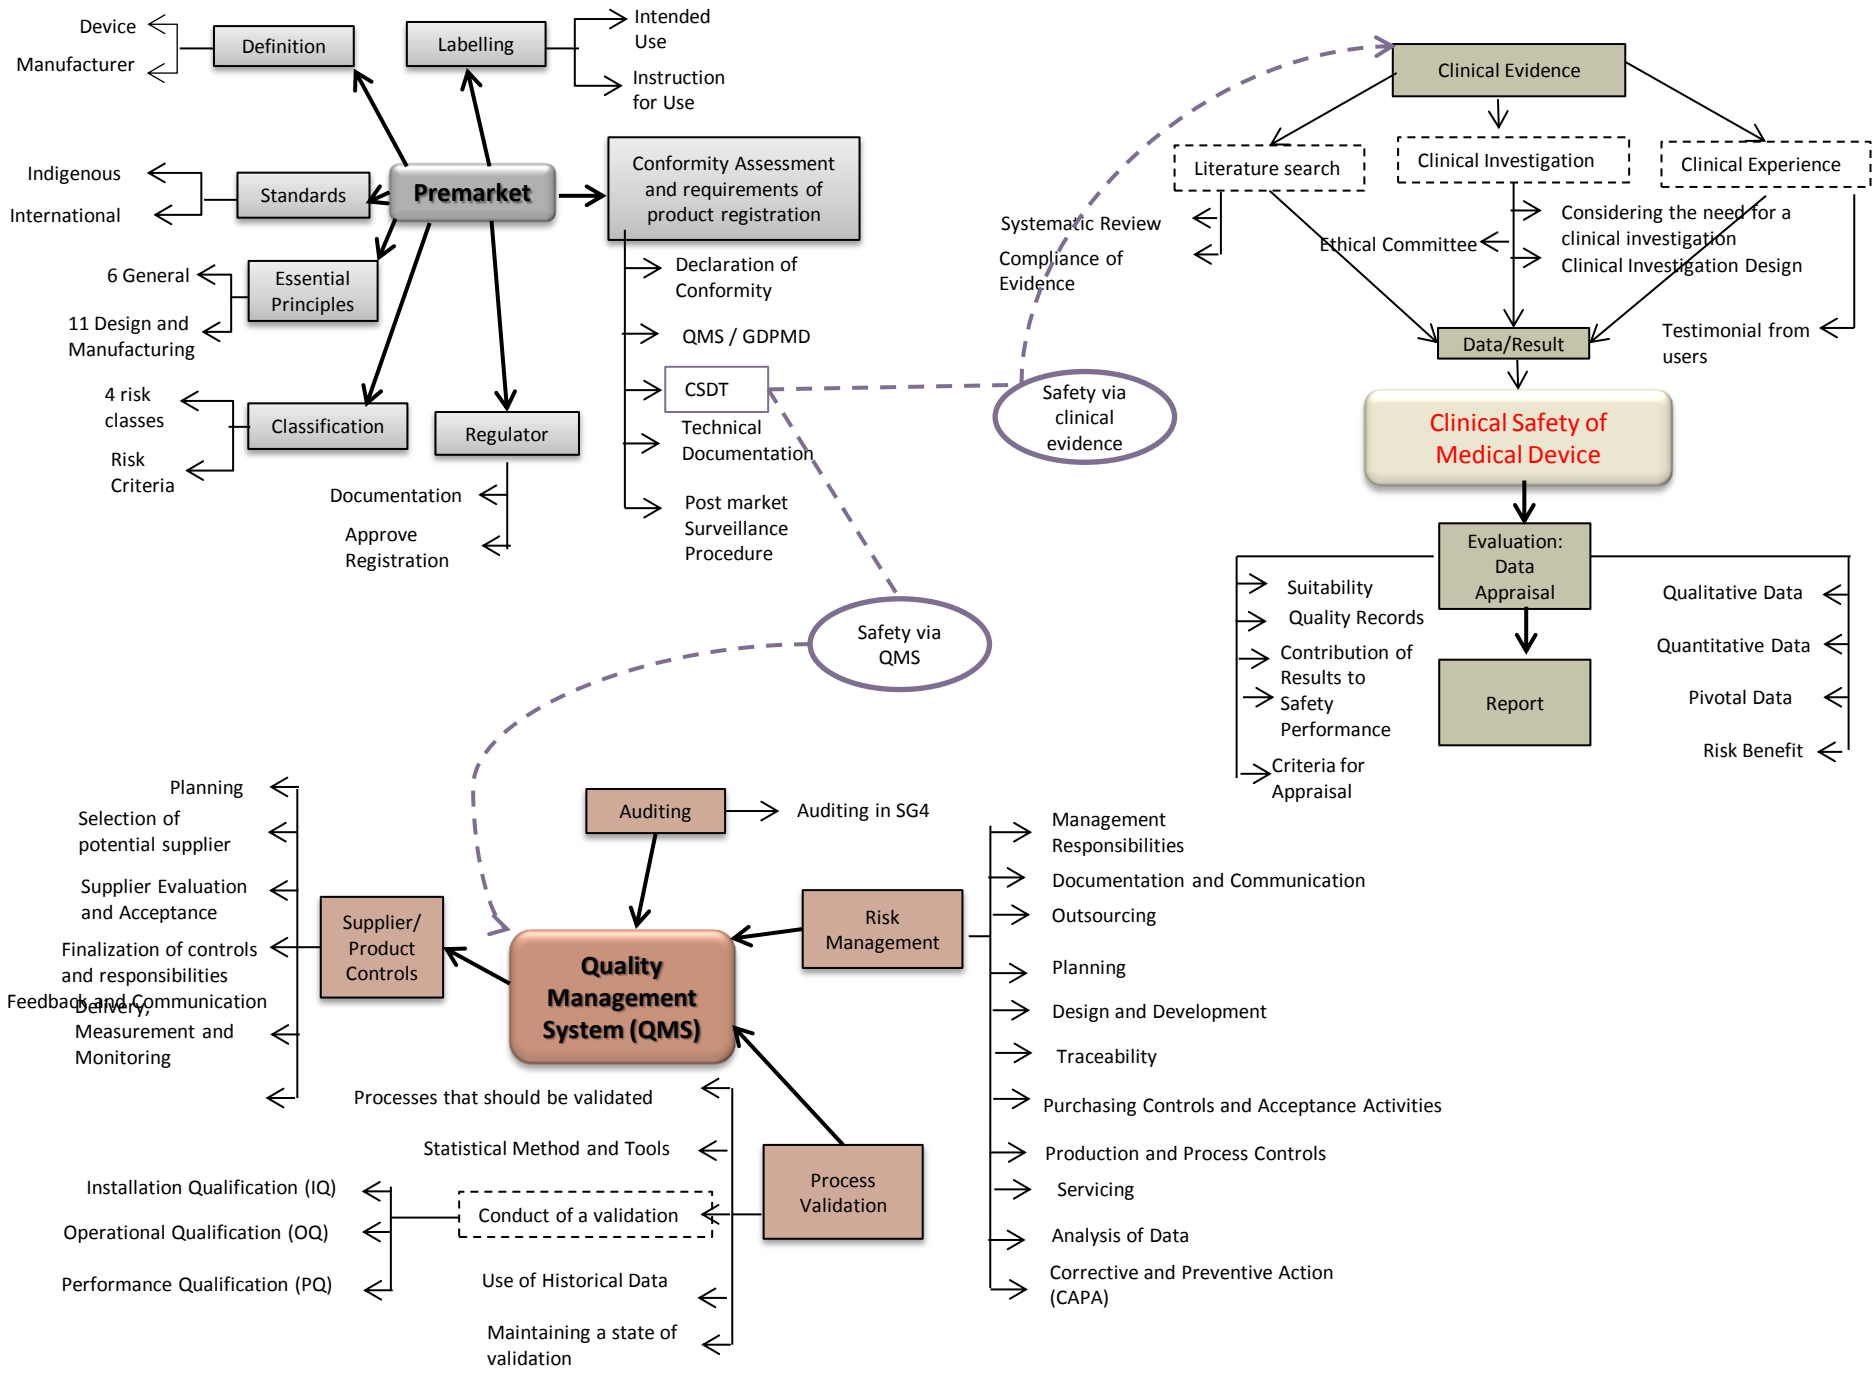 Device
Manufacturer
Definition
Labelling
Intended
Use
Instruction
for Use
Indigenous
International
Standards
Premarket
Conformity Assessment
and requirements of
product registration
6 General
11 Design and
Manufacturing
Essential
Principles
Declaration of
Conformity
QMS / GDPMD
CSDT
Technical
Documentation
Post market
Surveillance
Procedure
4 risk
classes
Risk
Criteria
Classification
Regulator
Documentation
Approve
Registration
Safety via
clinical
evidence
Safety via
QMS
Clinical Evidence
Literature search
Clinical Investigation
Clinical Experience
Systematic Review
Compliance of
Evidence
Ethical Committee
Considering the need for a
clinical investigation
Clinical Investigation Design
Testimonial from
users
Data/Result
Clinical Safety of
Medical Device
Evaluation:
Data
Appraisal
Report
Suitability
Quality Records
Contribution of
Results to
Safety
Performance
Criteria for
Appraisal
Qualitative Data
Quantitative Data
Pivotal Data
Risk Benefit
Planning
Selection of
potential supplier
Supplier Evaluation
and Acceptance
Finalization of controls
and responsibilities
Feedback and Communication
Delivery,
Measurement and
Monitoring
Supplier/
Product
Controls
Auditing
Auditing in SG4
Quality
Management
System (QMS)
Risk
Management
Management
Responsibilities
Documentation and Communication
Outsourcing
Planning
Design and Development
Traceability
Purchasing Controls and Acceptance Activities
Production and Process Controls
Servicing
Analysis of Data
Corrective and Preventive Action
(CAPA)
Process
Validation
Processes that should be validated
Statistical Method and Tools
Conduct of a validation
Installation Qualification (IQ)
Operational Qualification (OQ)
Performance Qualification (PQ)
Use of Historical Data
Maintaining a state of
validation